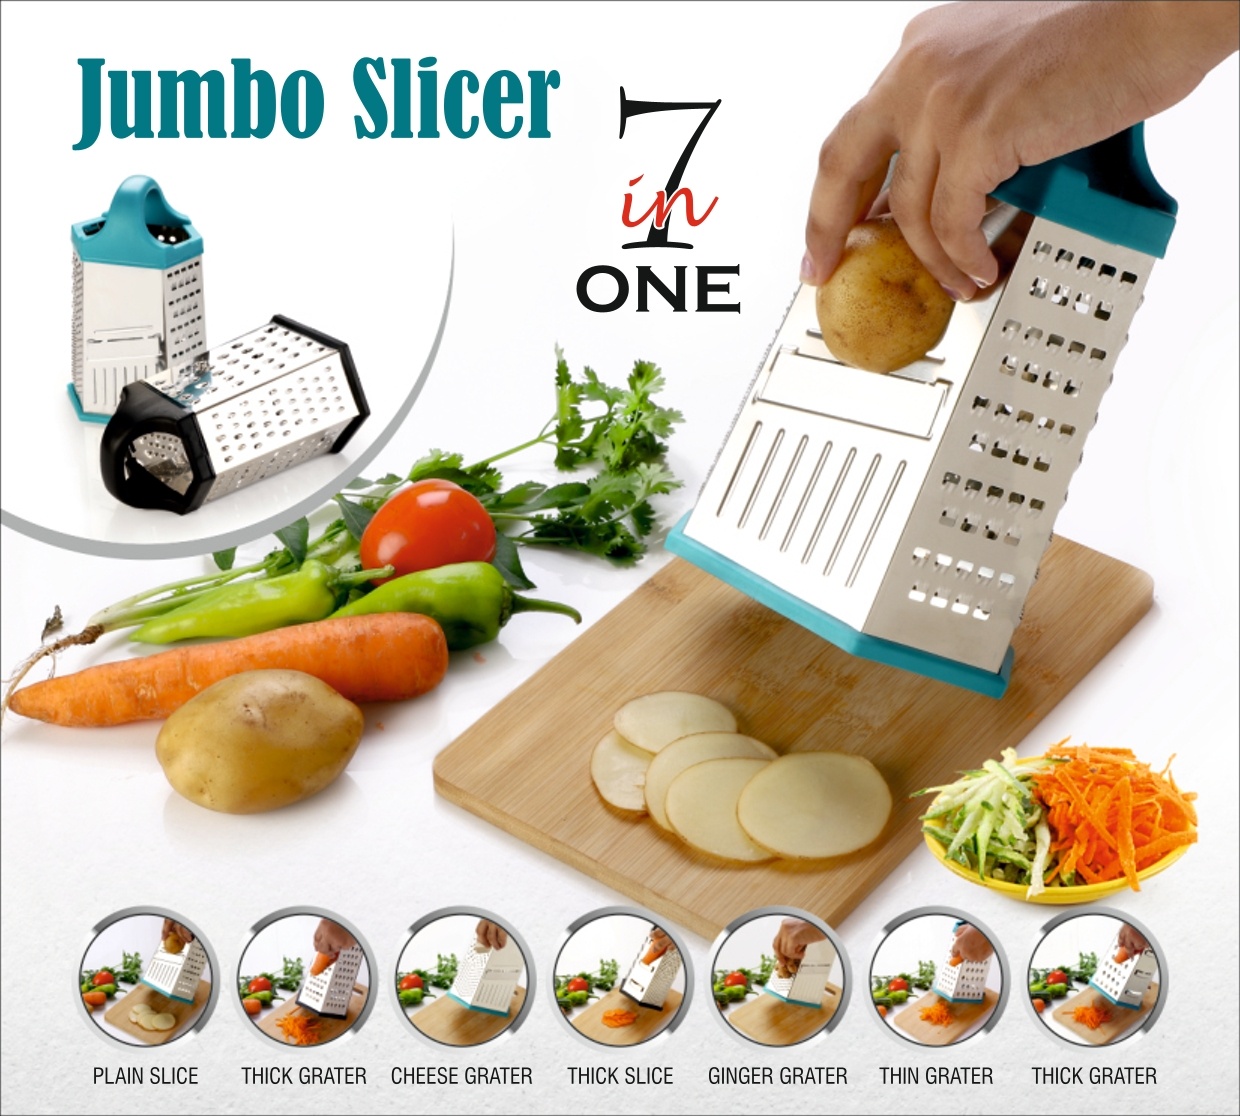 Jumbo Slicer
7
in
ONE
PLAIN SLICE
THICK GRATER
CHEESE GRATER
THICK SLICE
GINGER GRATER
THIN GRATER
THICK GRATER